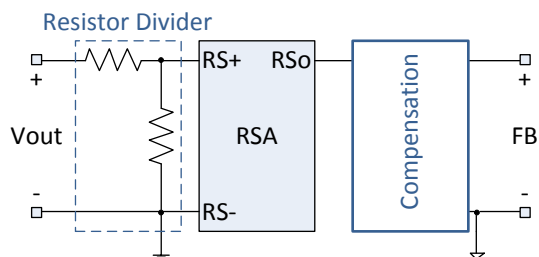 Resistor Divider
+
RS+
RSo
+
Vout
RSA
Compensation
FB
-
RS-
-